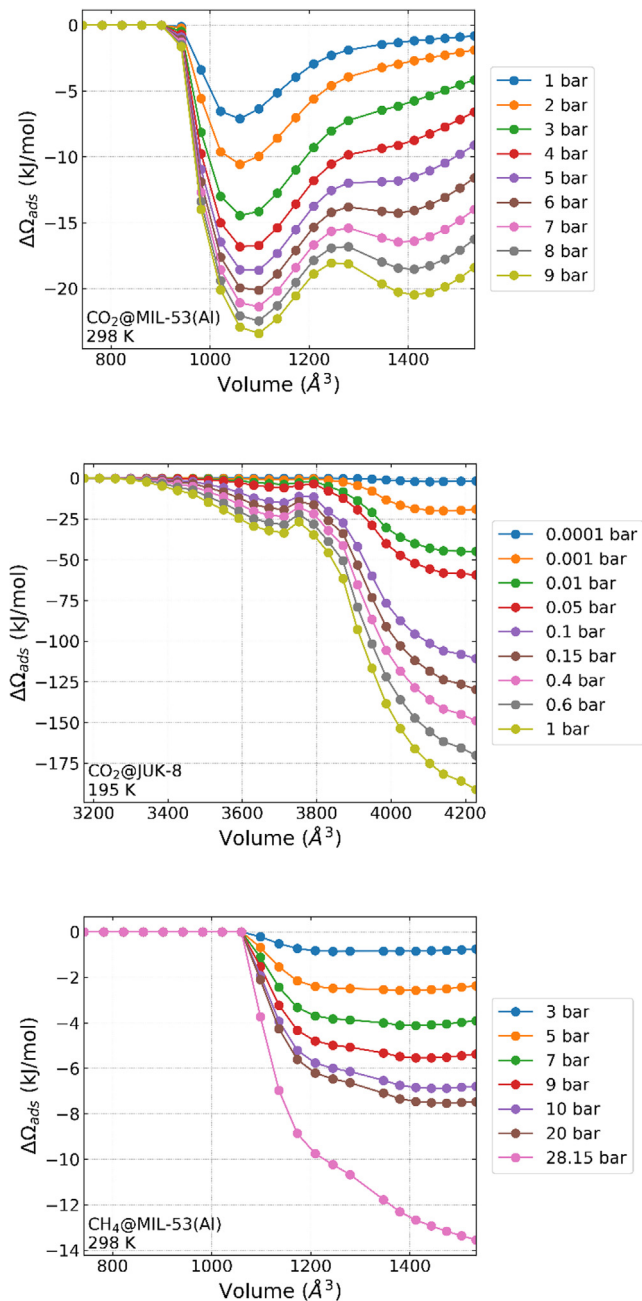 0
−5
−10
−15
−20
ΔΩads (kJ/mol)
CO2@MIL-53(Al)
298 K
800
1000
1200
1400
Volume (Å3)
1 bar
2 bar
3 bar
4 bar
5 bar
6 bar
7 bar
8 bar
9 bar
0
−25
−50
−75
−100
−125
−150
−175
ΔΩads (kJ/mol)
CO2@JUK-8
195 K
3200
3400
3600
3800
4000
4200
Volume (Å3)
0.0001 bar
0.001 bar
0.01 bar
0.05 bar
0.1 bar
0.15 bar
0.4 bar
0.6 bar
1 bar
0
−2
−4
−6
−8
−10
−12
−14
ΔΩads (kJ/mol)
CH4@MIL-53(Al)
298 K
800
1000
1200
1400
Volume (Å3)
3 bar
5 bar
7 bar
9 bar
10 bar
20 bar
28.15 bar